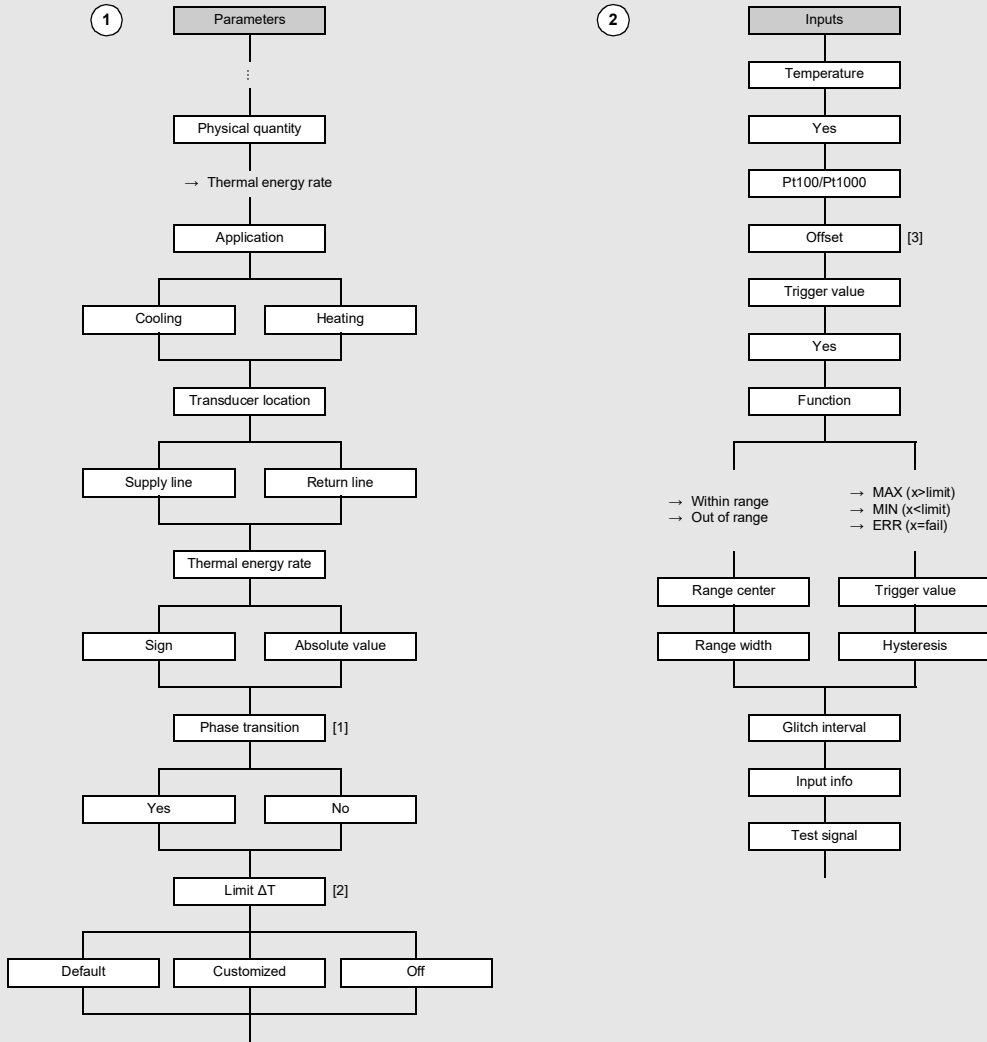 1
Parameters
⋮
Physical quantity
→ Thermal energy rate
Application
Cooling
Heating
Transducer location
Supply line
Return line
Thermal energy rate
Sign
Absolute value
Phase transition
[1]
Yes
No
Limit ΔT
[2]
Default
Customized
Off
2
Inputs
Temperature
Yes
Pt100/Pt1000
Offset
[3]
Trigger value
Yes
Function
→ Within range
→ Out of range
→ MAX (x>limit)
→ MIN (x<limit)
→ ERR (x=fail)
Range center
Trigger value
Range width
Hysteresis
Glitch interval
Input info
Test signal